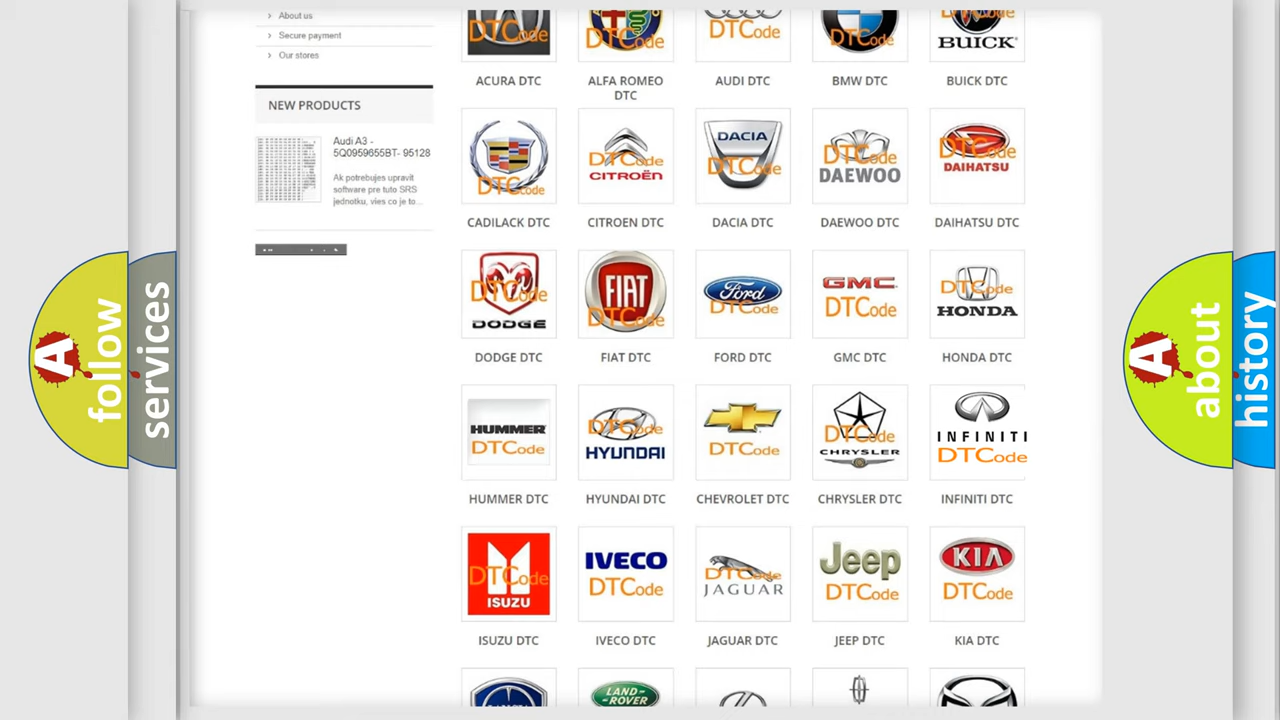 About us
Secure payment
Our stores
NEW PRODUCTS
Audi A3 -
5Q0959655BT- 95128
Ak potrebujes upravit
software pre tuto SRS
jednotku, vies co je to...
DTCode
DTCode
DTCode
DTCode
BUICK
ACURA DTC
ALFA ROMEO
DTC
AUDI DTC
BMW DTC
BUICK DTC
DTCode
DTCode
CITROËN
DACIA
DTCode
DTCode
DAEWOO
DTCode
DAIHATSU
CADILACK DTC
CITROEN DTC
DACIA DTC
DAEWOO DTC
DAIHATSU DTC
DTCode
DODGE
FIAT
DTCode
Ford
DTCode
GMC
DTCode
DTCode
HONDA
DODGE DTC
FIAT DTC
FORD DTC
GMC DTC
HONDA DTC
HUMMER
DTCode
DTCode
HYUNDAI
DTCode
DTCode
CHRYSLER
INFINITI
DTCode
HUMMER DTC
HYUNDAI DTC
CHEVROLET DTC
CHRYSLER DTC
INFINITI DTC
DTCode
ISUZU
IVECO
DTCode
DTCode
JAGUAR
Jeep
DTCode
KIA
DTCode
ISUZU DTC
IVECO DTC
JAGUAR DTC
JEEP DTC
KIA DTC
LAND-
ROVER
A
follow
services
A
about
history